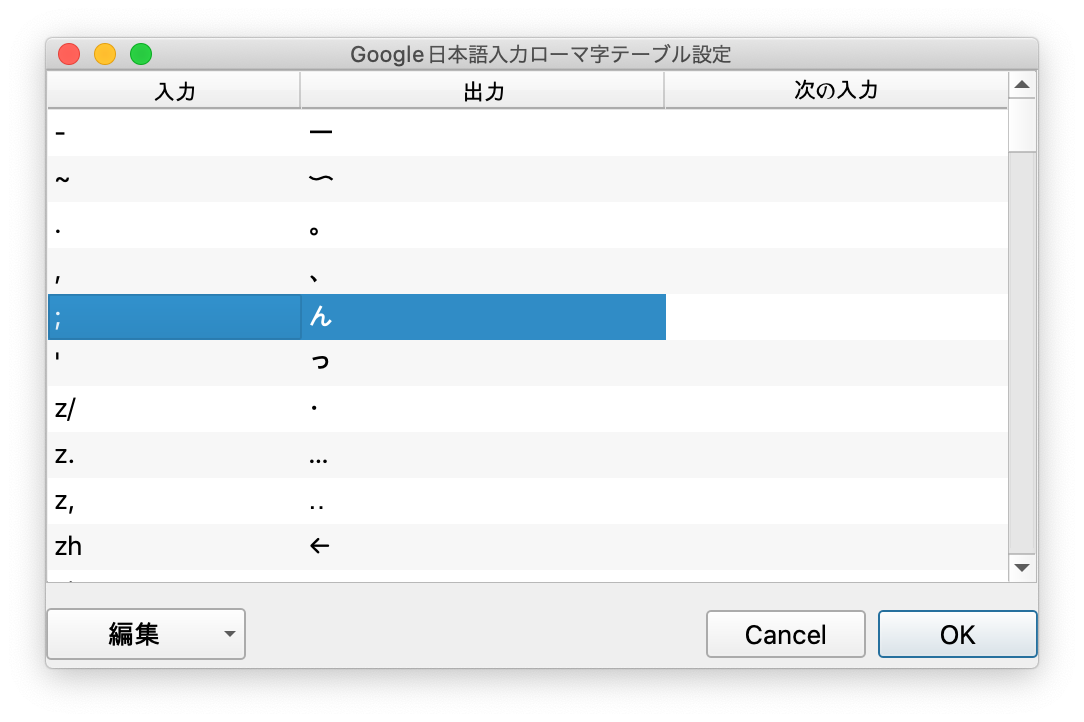 Google日本語入力ローマ字テーブル設定
入力 出力 次の入力
- ー
~ 〜
. 。
, 、
; ん
' っ
z/ ・
z. …
z, ‥
zh ←
編集 Cancel OK